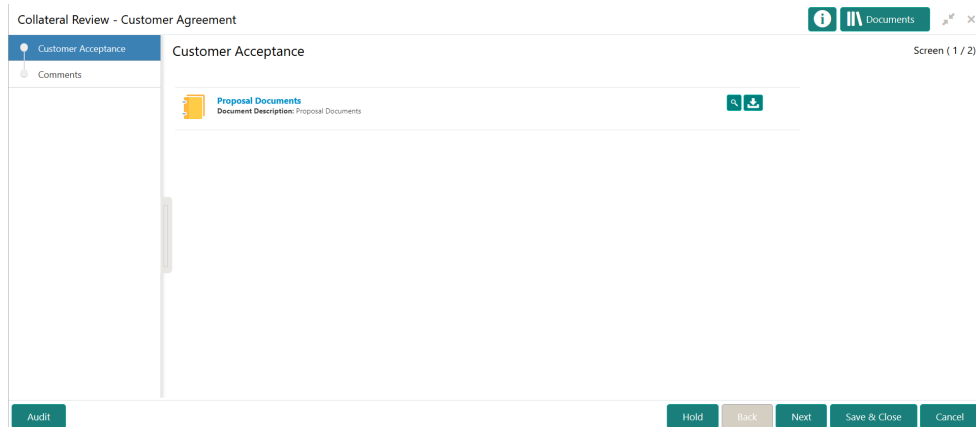 Collateral Review - Customer Agreement
i
Documents
Customer Acceptance
Comments
Customer Acceptance
Screen ( 1 / 2)
Proposal Documents
Document Description: Proposal Documents
Audit
Hold
Back
Next
Save & Close
Cancel